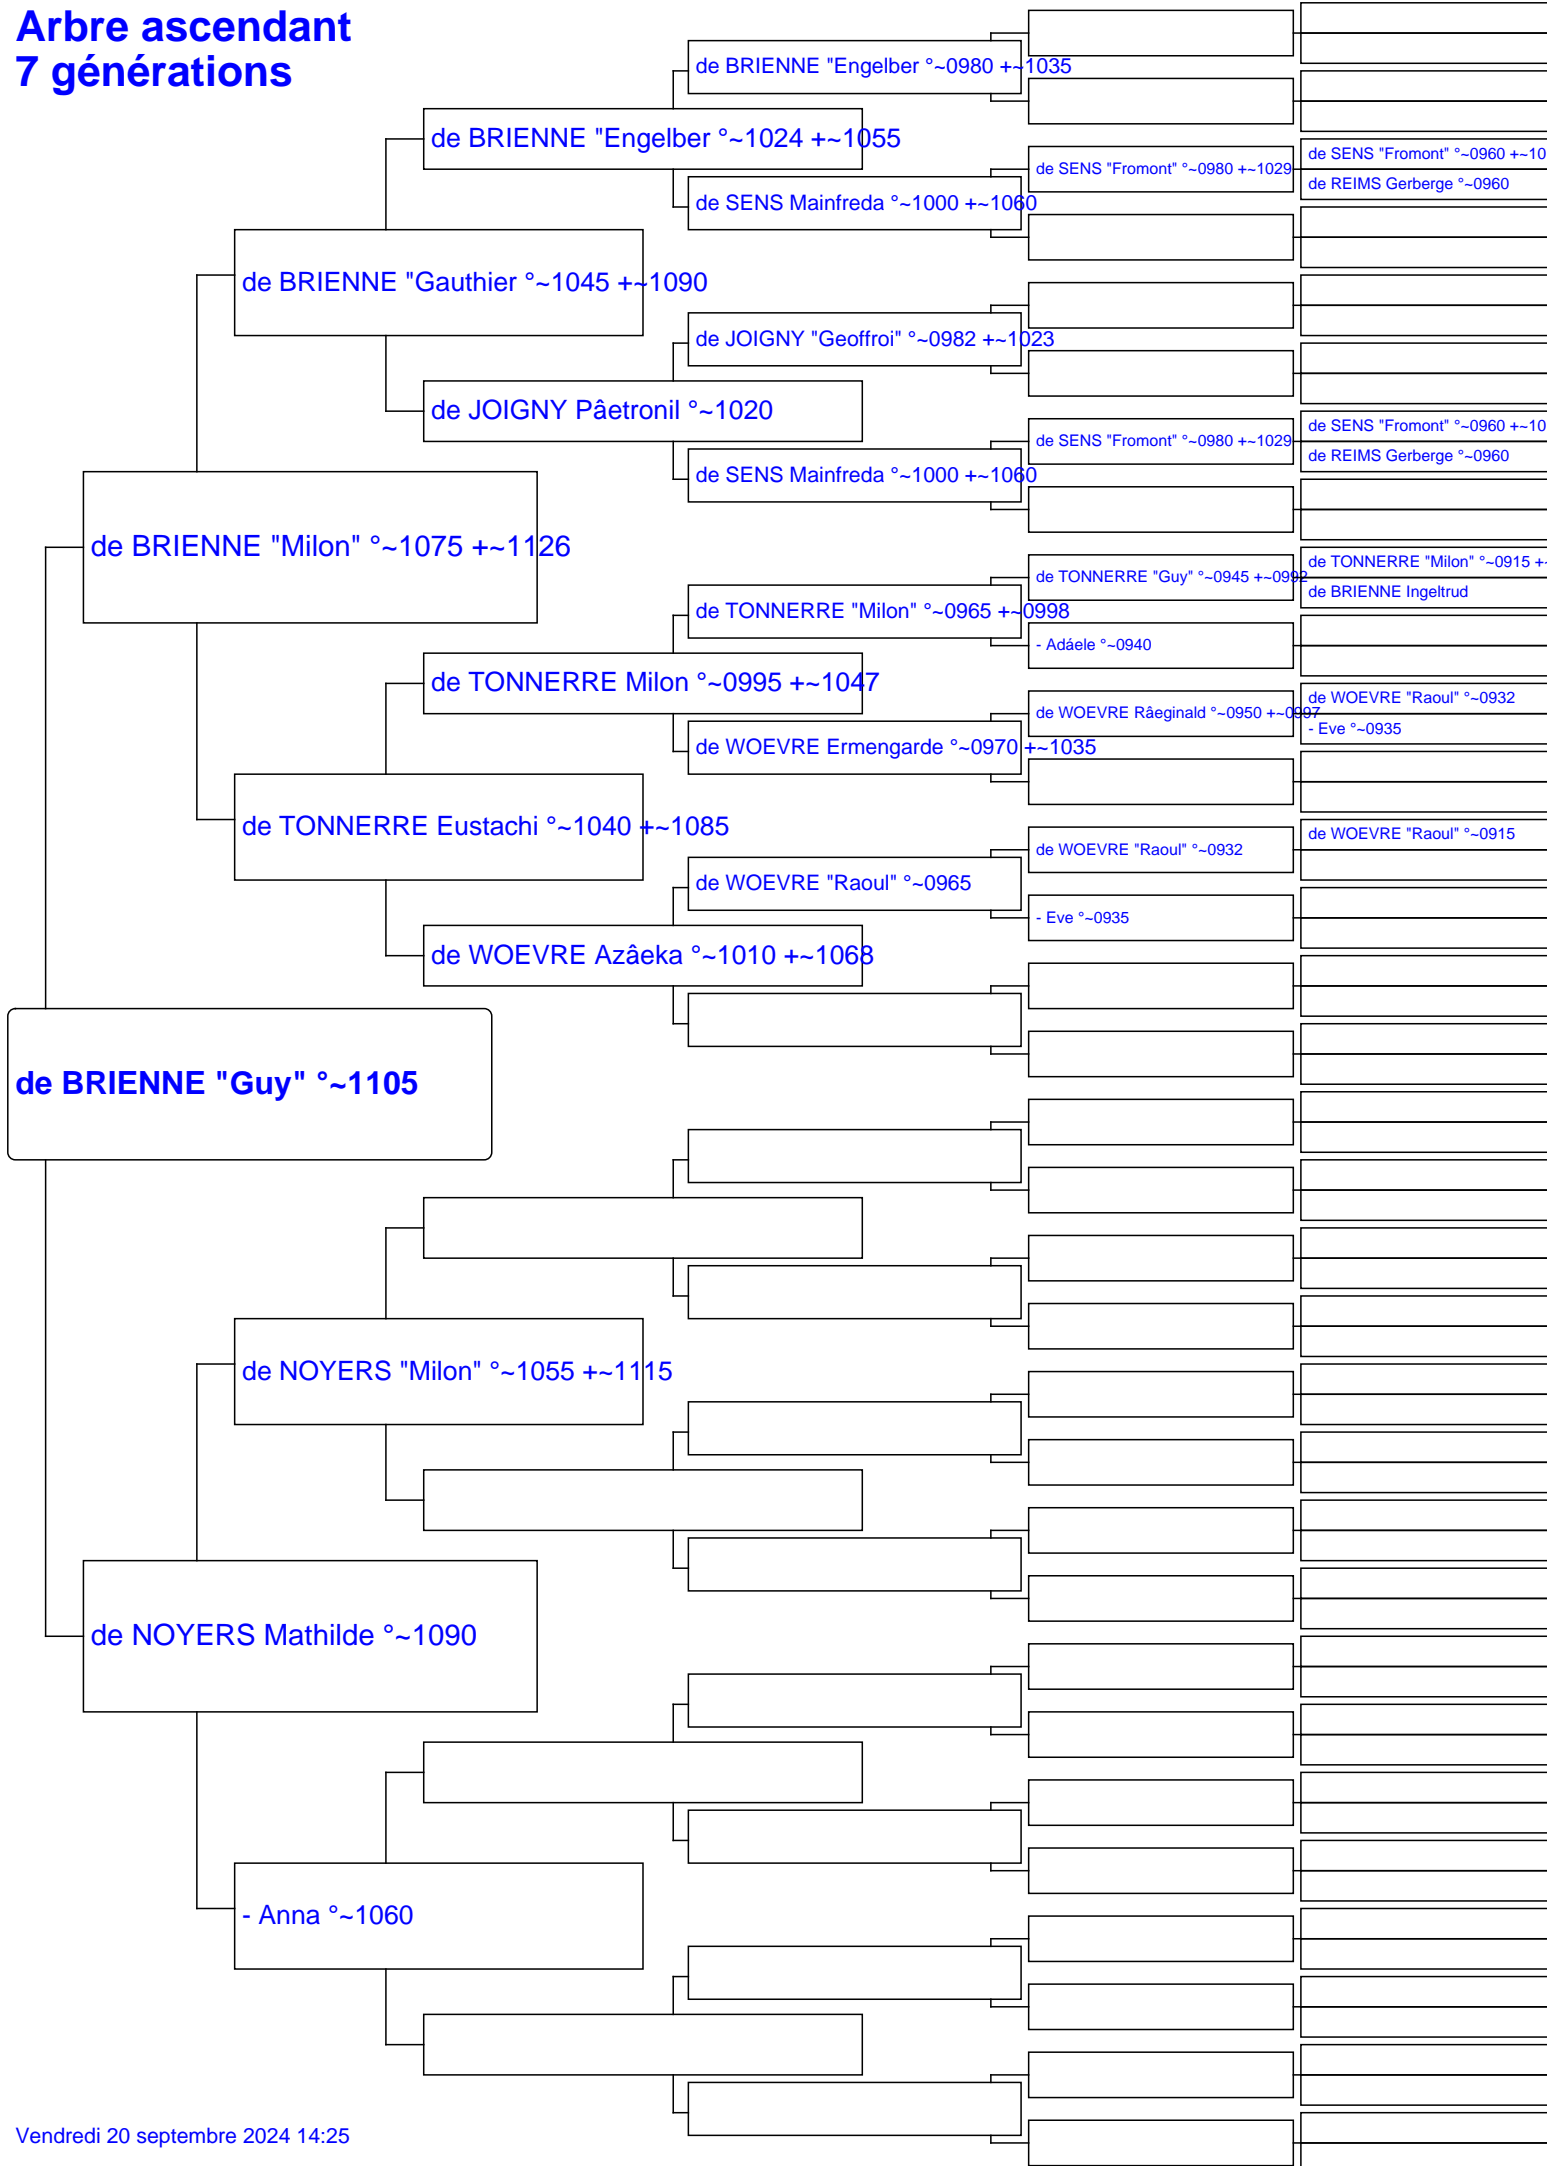 Arbre ascendant
7 générations
de BRIENNE "Engelber °~0980 +~1035
de BRIENNE "Engelber °~1024 +~1055
de SENS "Fromont" °~0960 +~10
de SENS "Fromont" °~0980 +~1029
de REIMS Gerberge °~0960
de SENS Mainfreda °~1000 +~1060
de BRIENNE "Gauthier °~1045 +~1090
de JOIGNY "Geoffroi" °~0982 +~1023
de JOIGNY Pâetronil °~1020
de SENS "Fromont" °~0960 +~10
de SENS "Fromont" °~0980 +~1029
de REIMS Gerberge °~0960
de SENS Mainfreda °~1000 +~1060
de BRIENNE "Milon" °~1075 +~1126
de TONNERRE "Milon" °~0915 +~
de TONNERRE "Guy" °~0945 +~0992
de BRIENNE Ingeltrud
de TONNERRE "Milon" °~0965 +~0998
- Adáele °~0940
de TONNERRE Milon °~0995 +~1047
de WOEVRE "Raoul" °~0932
de WOEVRE Râeginald °~0950 +~0997
- Eve °~0935
de WOEVRE Ermengarde °~0970 +~1035
de TONNERRE Eustachi °~1040 +~1085
de WOEVRE "Raoul" °~0915
de WOEVRE "Raoul" °~0932
de WOEVRE "Raoul" °~0965
- Eve °~0935
de WOEVRE Azâeka °~1010 +~1068
de BRIENNE "Guy" °~1105
de NOYERS "Milon" °~1055 +~1115
de NOYERS Mathilde °~1090
- Anna °~1060
Vendredi 20 septembre 2024 14:25